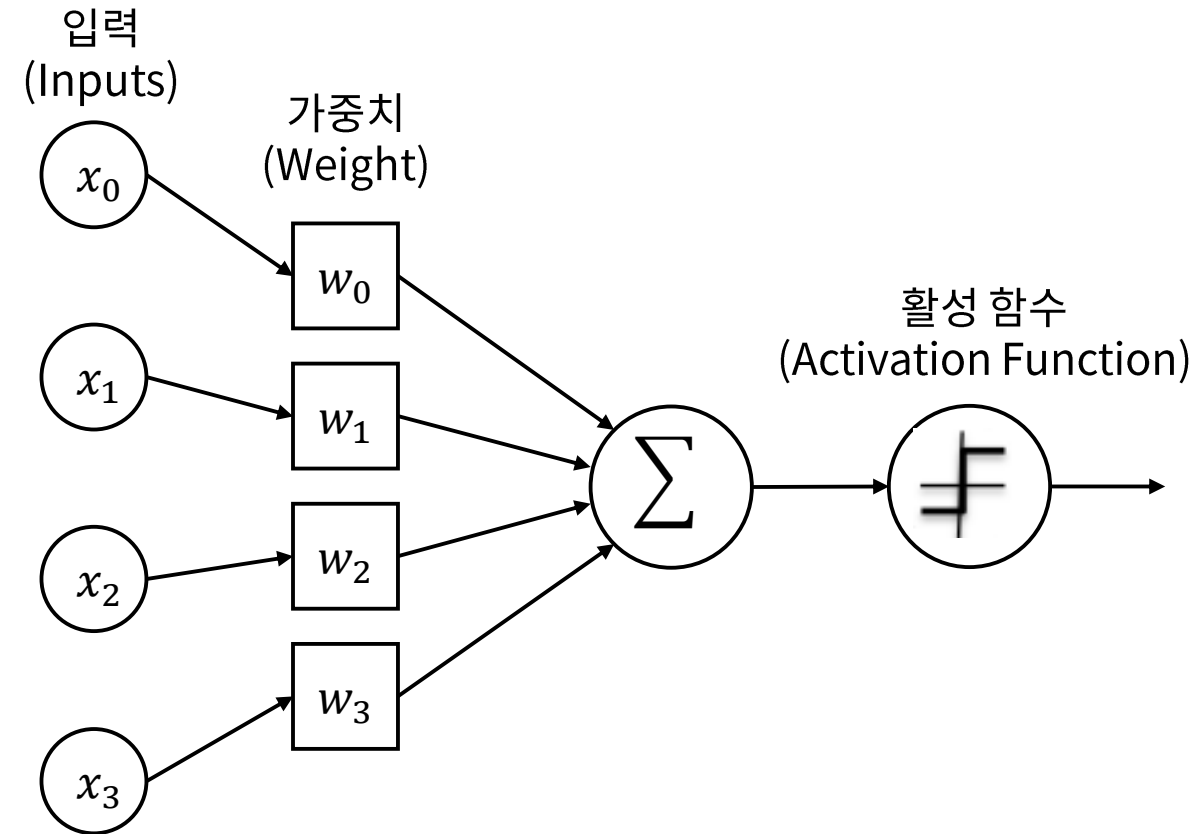 입력
(Inputs)
가중치
(Weight)
x₀
w₀
x₁
w₁
x₂
w₂
x₃
w₃
∑
활성 함수
(Activation Function)